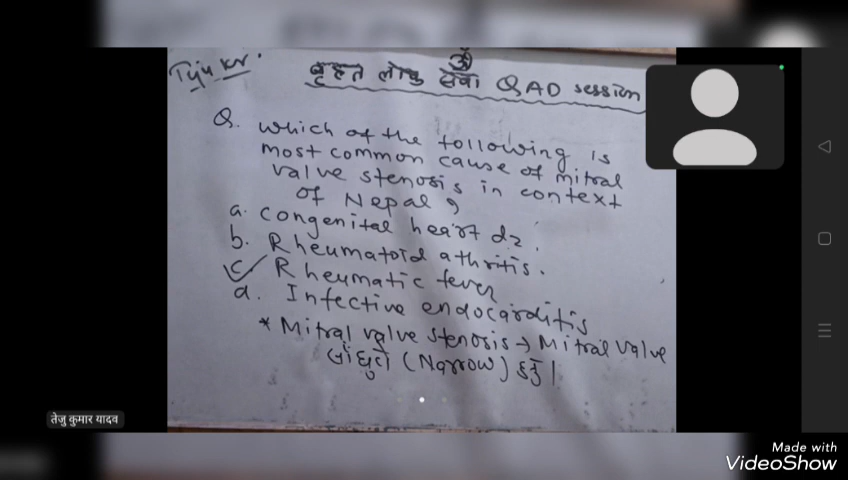 Tiju kr.
ॐ
बृहत लोक सेवा Q AD session
Q. which of the following is
most common cause of mitral
valve stenosis in context
of Nepal ?
a. congenital heart dz.
b. Rheumatoid athritis.
c. Rheumatic fever
d. Infective endocarditis
* Mitral valve stenosis → Mitral valve
साँघुरो (Narrow) हुनु।
तेजु कुमार यादव
Made with
VideoShow